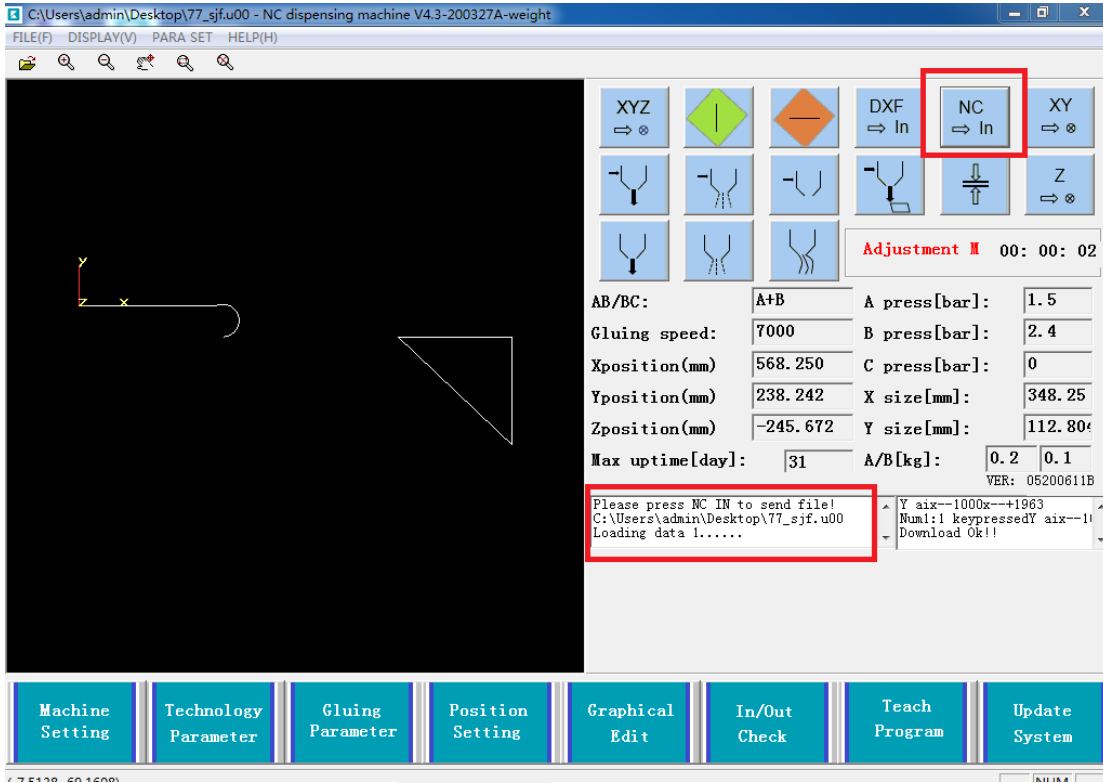 C:\Users\admin\Desktop\77_sjf.u00 - NC dispensing machine V4.3-200327A-weight
FILE(F) DISPLAY(V) PARA SET HELP(H)
XYZ
DXF
In
NC
In
XY
Z
Adjustment M 00: 00: 02
AB/BC: A+B A press[bar]: 1.5
Gluing speed: 7000 B press[bar]: 2.4
Xposition(mm) 568.250 C press[bar]: 0
Yposition(mm) 238.242 X size[mm]: 348.25
Zposition(mm) -245.672 Y size[mm]: 112.804
Max uptime[day]: 31 A/B[kg]: 0.2 0.1
VER: 05200611B
Please press NC IN to send file!
C:\Users\admin\Desktop\77_sjf.u00
Loading data 1......
Y aix--1000x--+1963
Num1:1 keypressedY aix--1
Download Ok!!
Y
Z X
Machine
Setting
Technology
Parameter
Gluing
Parameter
Position
Setting
Graphical
Edit
In/Out
Check
Teach
Program
Update
System
NUM